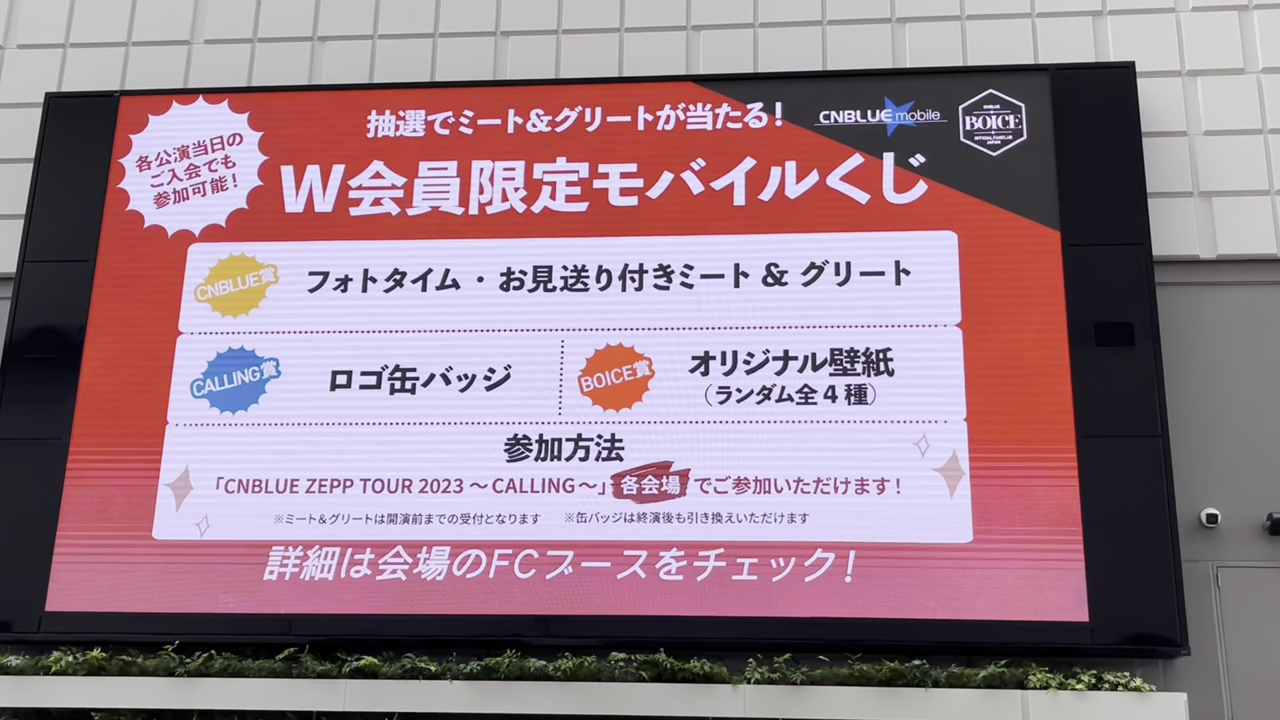 各公演当日の
ご入会でも
参加可能！
抽選でミート&グリートが当たる！
CNBLUE mobile
CNBLUE
BOICE
OFFICIAL FANCLUB
JAPAN
W会員限定モバイルくじ
CNBLUE賞
フォトタイム・お見送り付きミート & グリート
CALLING賞
ロゴ缶バッジ
BOICE賞
オリジナル壁紙
（ランダム全4種）
参加方法
「CNBLUE ZEPP TOUR 2023 ～CALLING～」各会場 でご参加いただけます！
※ミート&グリートは開演前までの受付となります ※缶バッジは終演後も引き換えいただけます
詳細は会場のFCブースをチェック！